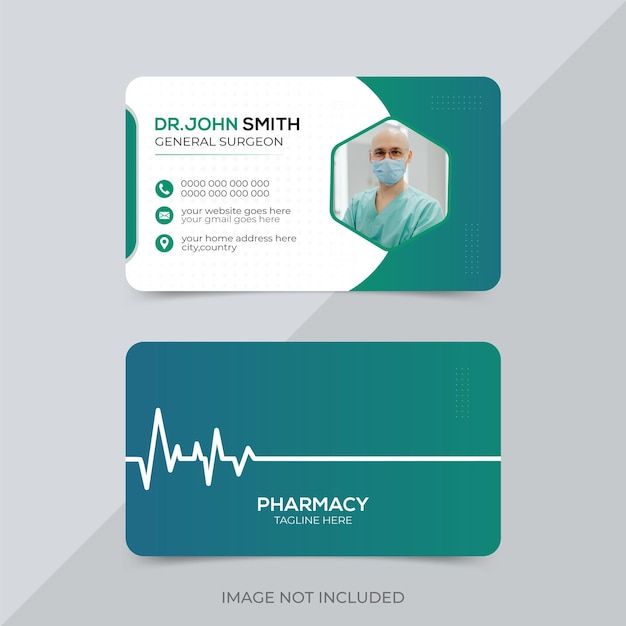 DR.JOHN SMITH
GENERAL SURGEON
0000 000 000 000
0000 000 000 000
your website goes here
your gmail goes here
your home address here
city,country
PHARMACY
TAGLINE HERE
IMAGE NOT INCLUDED